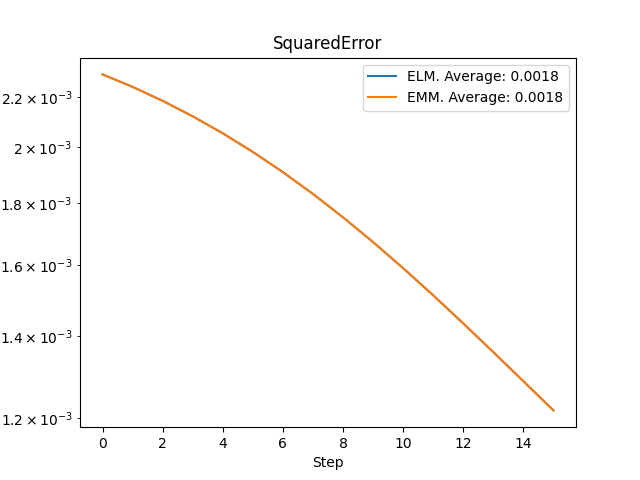 SquaredError
ELM. Average: 0.0018
EMM. Average: 0.0018
2.2 × 10⁻³
2 × 10⁻³
1.8 × 10⁻³
1.6 × 10⁻³
1.4 × 10⁻³
1.2 × 10⁻³
0 2 4 6 8 10 12 14
Step